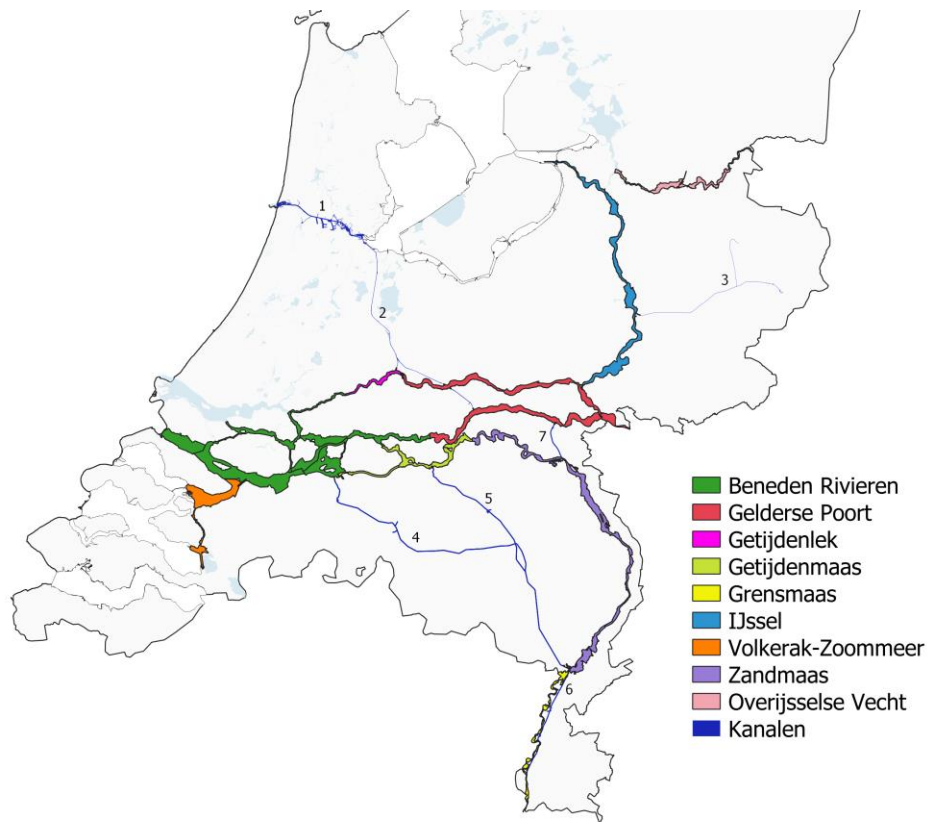 1
2
3
7
5
4
6
Beneden Rivieren
Gelderse Poort
Getijdenlek
Getijdenmaas
Grensmaas
IJssel
Volkerak-Zoommeer
Zandmaas
Overijsselse Vecht
Kanalen